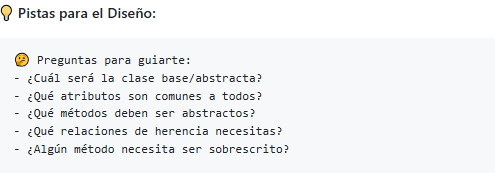 💡 Pistas para el Diseño:
🤔 Preguntas para guiarte:
- ¿Cuál será la clase base/abstracta?
- ¿Qué atributos son comunes a todos?
- ¿Qué métodos deben ser abstractos?
- ¿Qué relaciones de herencia necesitas?
- ¿Algún método necesita ser sobrescrito?